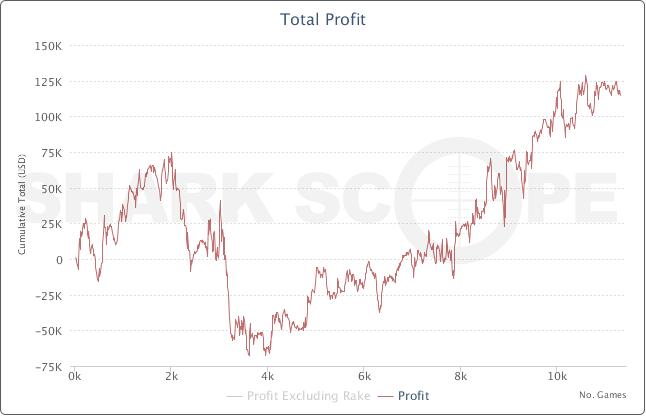 Total Profit
150K
125K
100K
75K
50K
25K
0
-25K
-50K
-75K
Cumulative Total (USD)
SHARK SCOPE
0k
2k
4k
6k
8k
10k
No. Games
Profit Excluding Rake
Profit